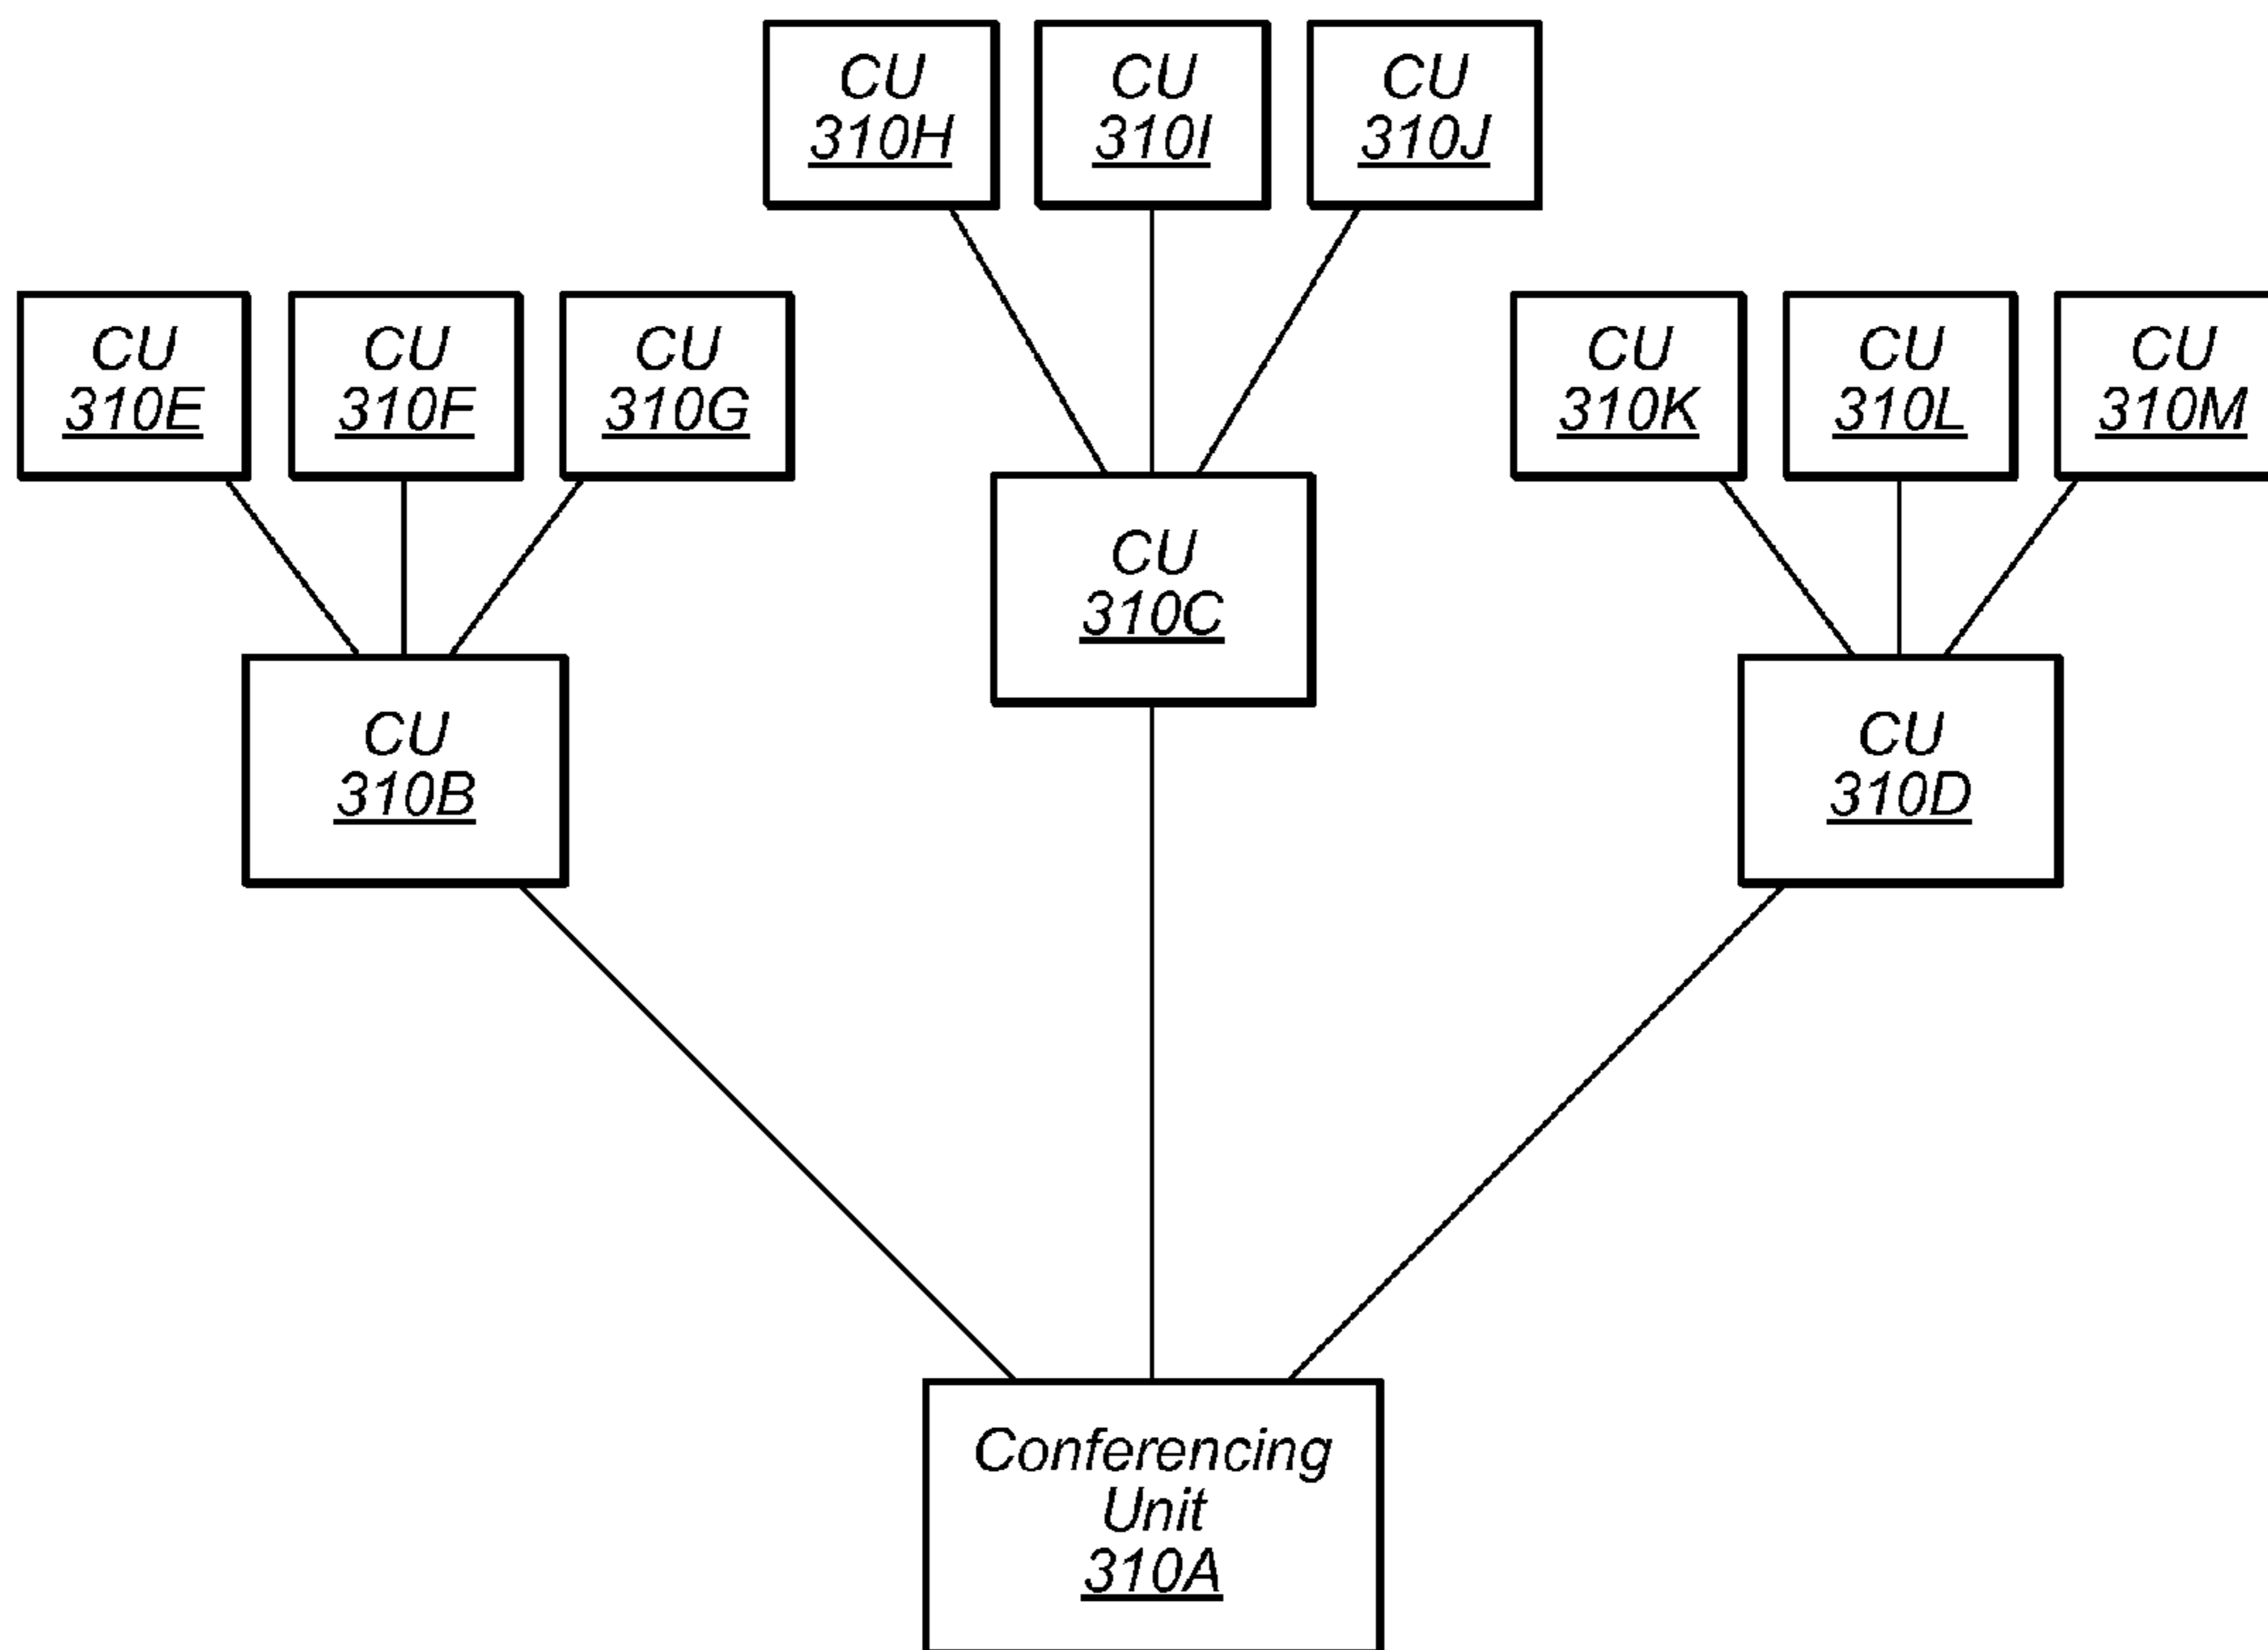 CU
310H
CU
310I
CU
310J
CU
310E
CU
310F
CU
310G
CU
310K
CU
310L
CU
310M
CU
310C
CU
310B
CU
310D
Conferencing
Unit
310A